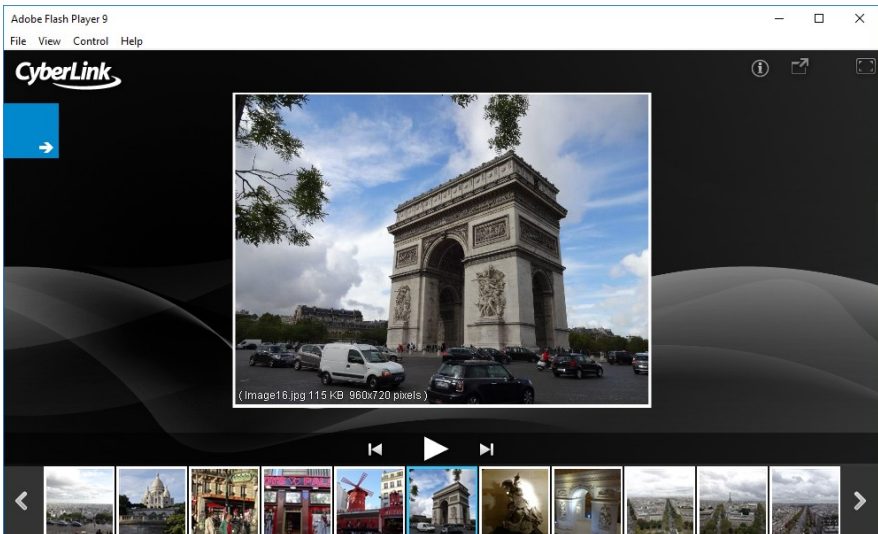 Adobe Flash Player 9
File View Control Help
CyberLink
( Image16.jpg 115 KB 960x720 pixels )